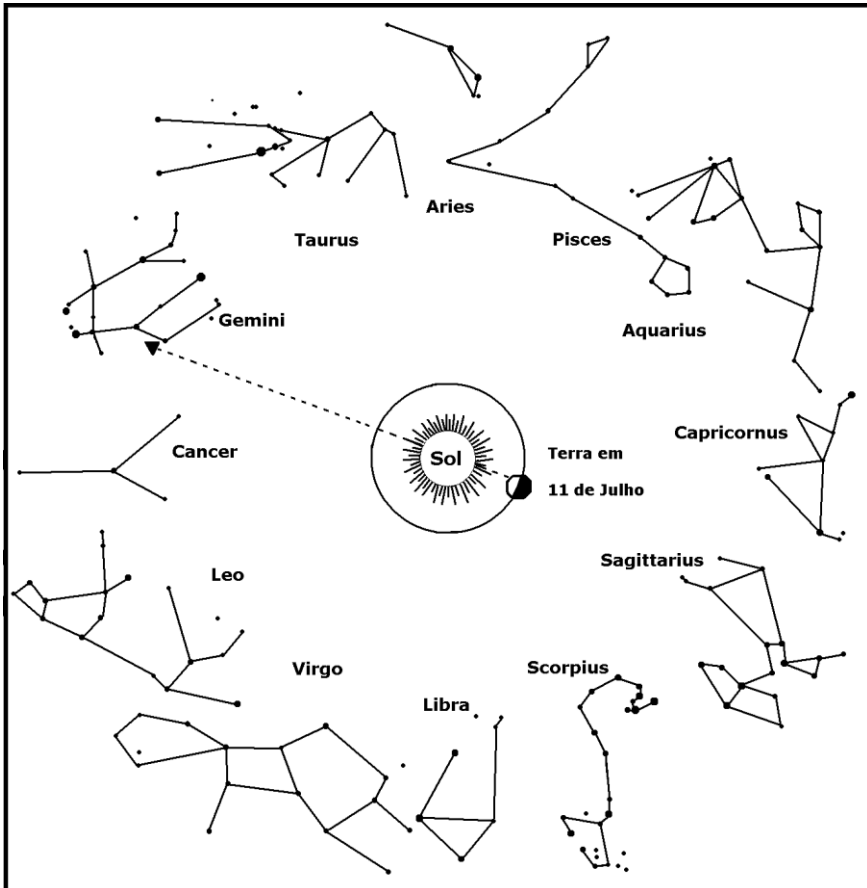 Aries
Taurus
Pisces
Gemini
Aquarius
Cancer
Capricornus
Sol
Terra em
11 de Julho
Leo
Sagittarius
Virgo
Scorpius
Libra